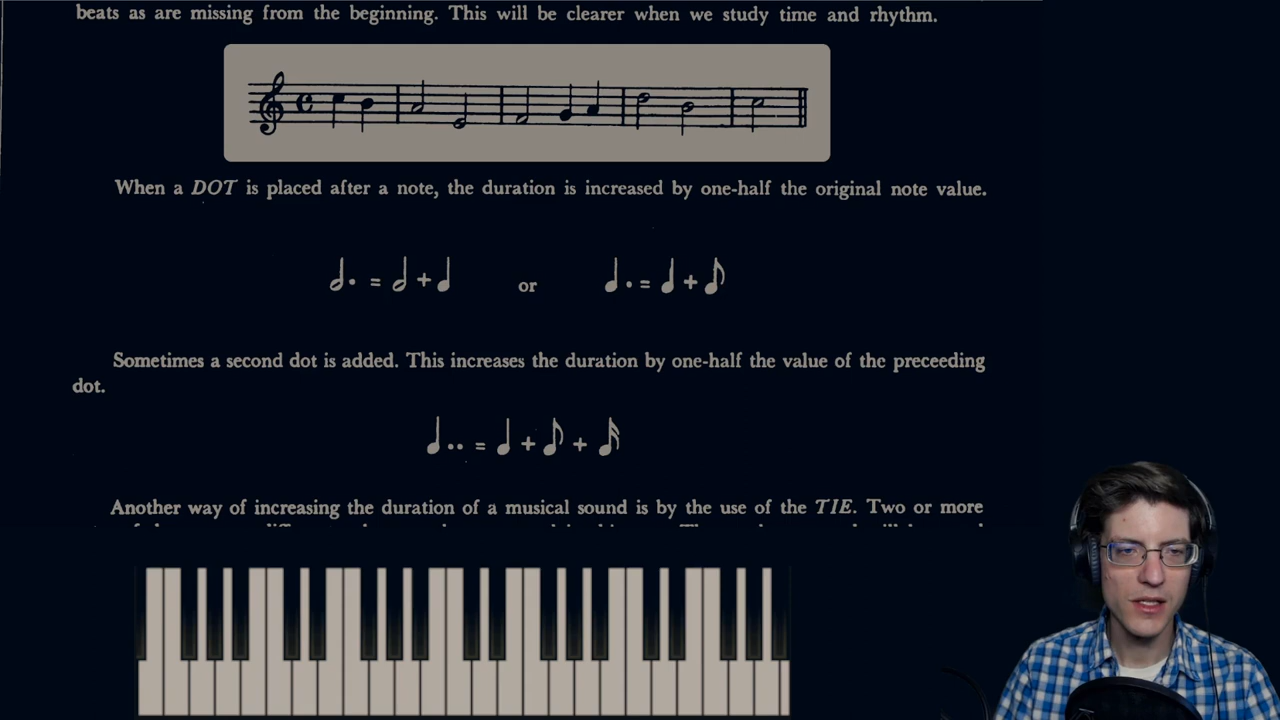 beats as are missing from the beginning. This will be clearer when we study time and rhythm.
When a DOT is placed after a note, the duration is increased by one-half the original note value.
or
Sometimes a second dot is added. This increases the duration by one-half the value of the preceeding
dot.
Another way of increasing the duration of a musical sound is by the use of the TIE. Two or more